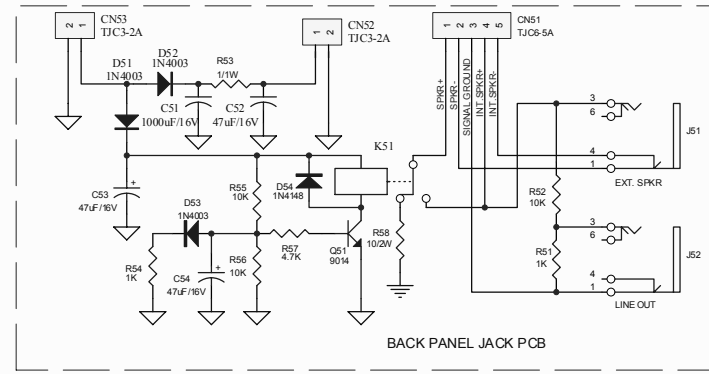 CN53
TJC3-2A
2 1
CN52
TJC3-2A
1 2
CN51
TJC6-5A
1 2 3 4 5
D51
1N4003
D52
1N4003
R53
1/1W
C51
1000uF/16V
C52
47uF/16V
SPKR+
SPKR-
SIGNAL GROUND
INT.SPKR+
INT.SPKR-
3
6
4
1
J51
EXT. SPKR
K51
C53
47uF/16V
+
D53
1N4003
R55
10K
D54
1N4148
R52
10K
R54
1K
C54
47uF/16V
+
R56
10K
R57
4.7K
Q51
9014
R58
10/2W
R51
1K
3
6
4
1
J52
LINE OUT
BACK PANEL JACK PCB